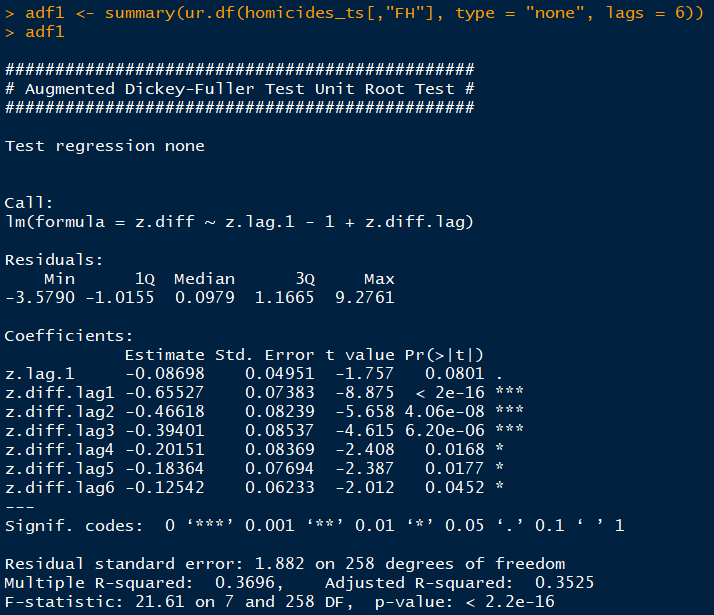 > adf1 <- summary(ur.df(homicides_ts[,"FH"], type = "none", lags = 6))
> adf1

###############################################
# Augmented Dickey-Fuller Test Unit Root Test #
###############################################

Test regression none


Call:
lm(formula = z.diff ~ z.lag.1 - 1 + z.diff.lag)

Residuals:
    Min      1Q  Median      3Q     Max
-3.5790 -1.0155  0.0979  1.1665  9.2761

Coefficients:
            Estimate Std. Error t value Pr(>|t|)
z.lag.1     -0.08698    0.04951  -1.757   0.0801 .
z.diff.lag1 -0.65527    0.07383  -8.875  < 2e-16 ***
z.diff.lag2 -0.46618    0.08239  -5.658 4.06e-08 ***
z.diff.lag3 -0.39401    0.08537  -4.615 6.20e-06 ***
z.diff.lag4 -0.20151    0.08369  -2.408   0.0168 *
z.diff.lag5 -0.18364    0.07694  -2.387   0.0177 *
z.diff.lag6 -0.12542    0.06233  -2.012   0.0452 *
---
Signif. codes:  0 ‘***’ 0.001 ‘**’ 0.01 ‘*’ 0.05 ‘.’ 0.1 ‘ ’ 1

Residual standard error: 1.882 on 258 degrees of freedom
Multiple R-squared:  0.3696,    Adjusted R-squared:  0.3525
F-statistic: 21.61 on 7 and 258 DF,  p-value: < 2.2e-16